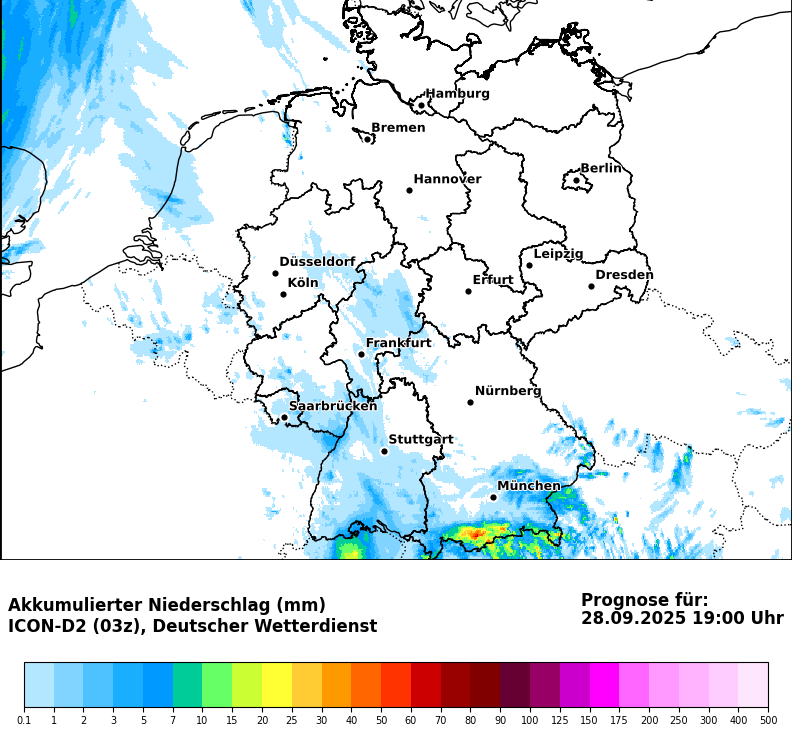 Hamburg
Bremen
Berlin
Hannover
Leipzig
Düsseldorf
Dresden
Köln
Erfurt
Frankfurt
Nürnberg
Saarbrücken
Stuttgart
München
Akkumulierter Niederschlag (mm)
ICON-D2 (03z), Deutscher Wetterdienst
Prognose für:
28.09.2025 19:00 Uhr
0.1 1 2 3 5 7 10 15 20 25 30 40 50 60 70 80 90 100 125 150 175 200 250 300 400 500